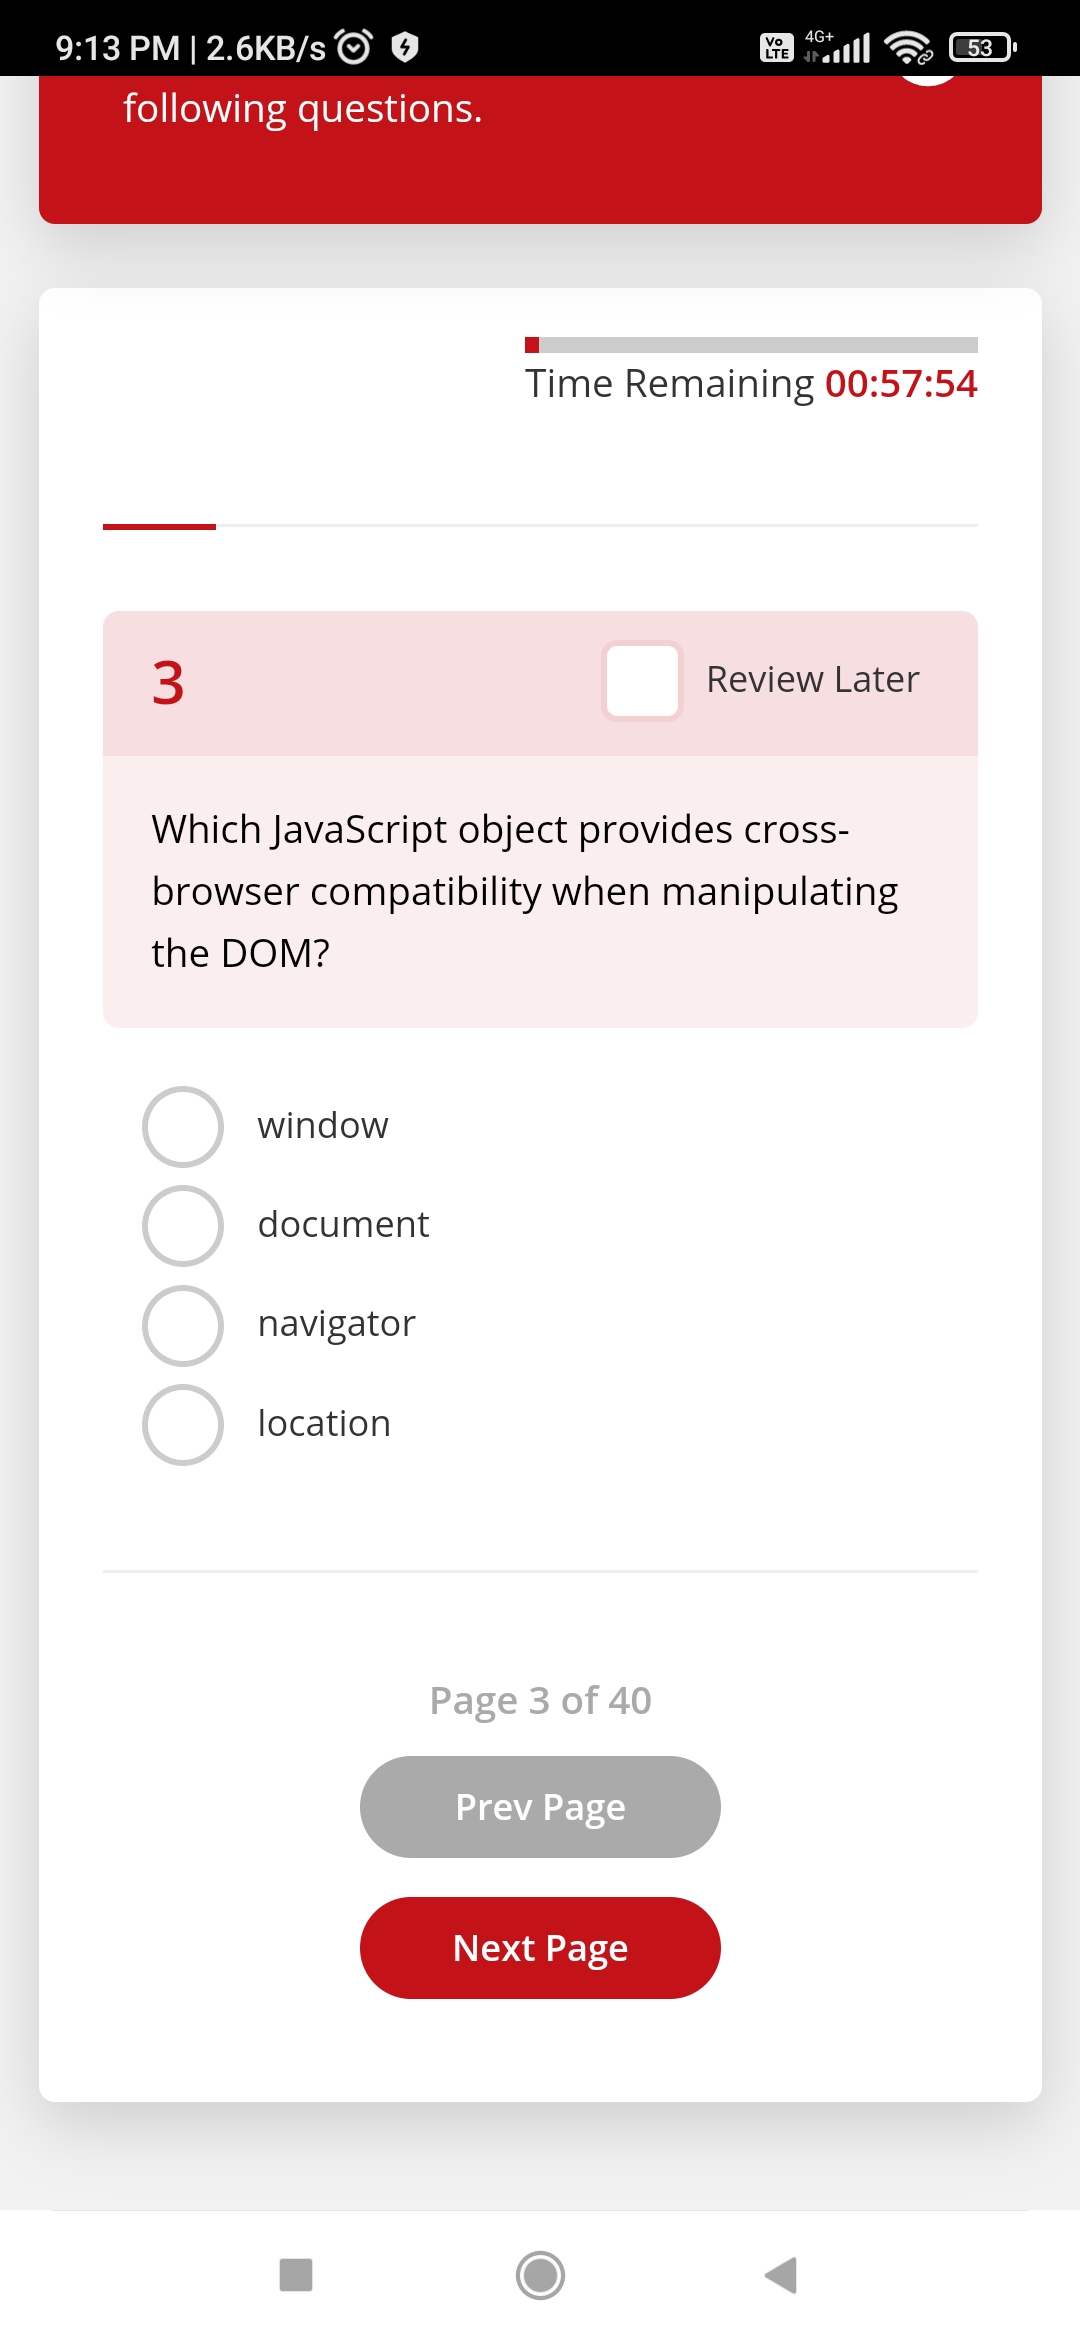 9:13 PM | 2.6KB/s
Vo LTE 4G+ 53
following questions.
Time Remaining 00:57:54
3
Review Later
Which JavaScript object provides cross-
browser compatibility when manipulating
the DOM?
window
document
navigator
location
Page 3 of 40
Prev Page
Next Page